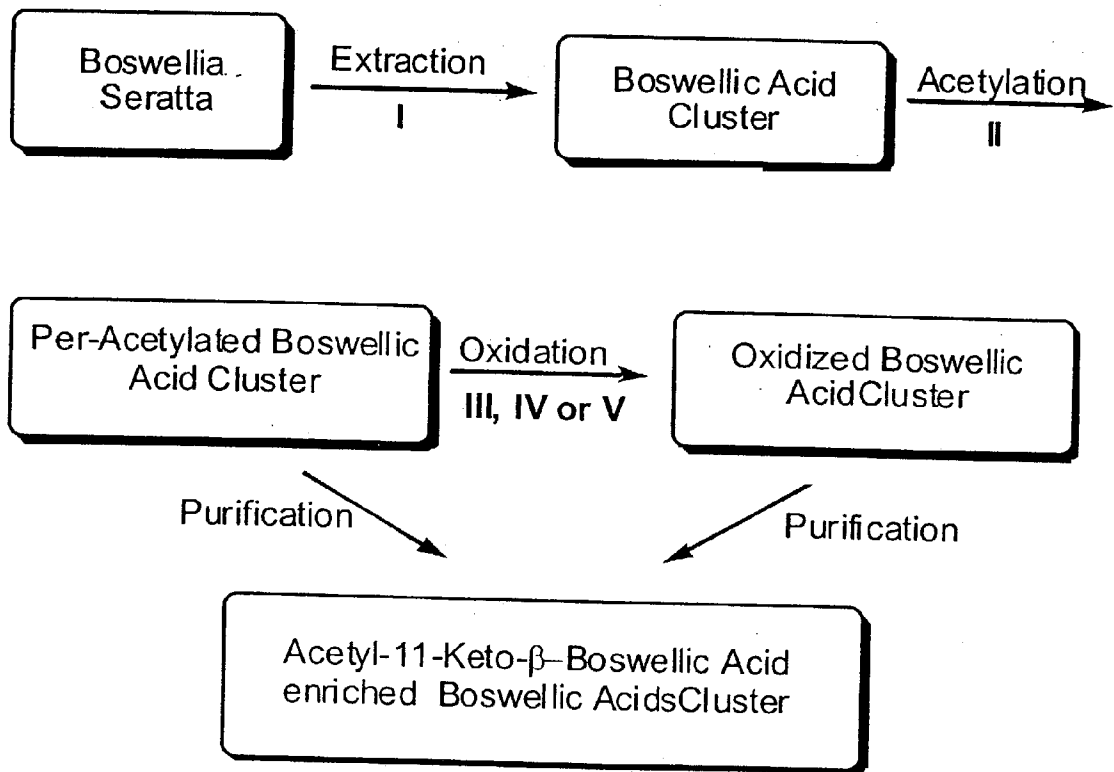 Boswellia
Seratta
Extraction
I
Boswellic Acid
Cluster
Acetylation
II
Per-Acetylated Boswellic
Acid Cluster
Oxidation
III, IV or V
Oxidized Boswellic
AcidCluster
Purification
Purification
Acetyl-11-Keto-β–Boswellic Acid
enriched Boswellic AcidsCluster